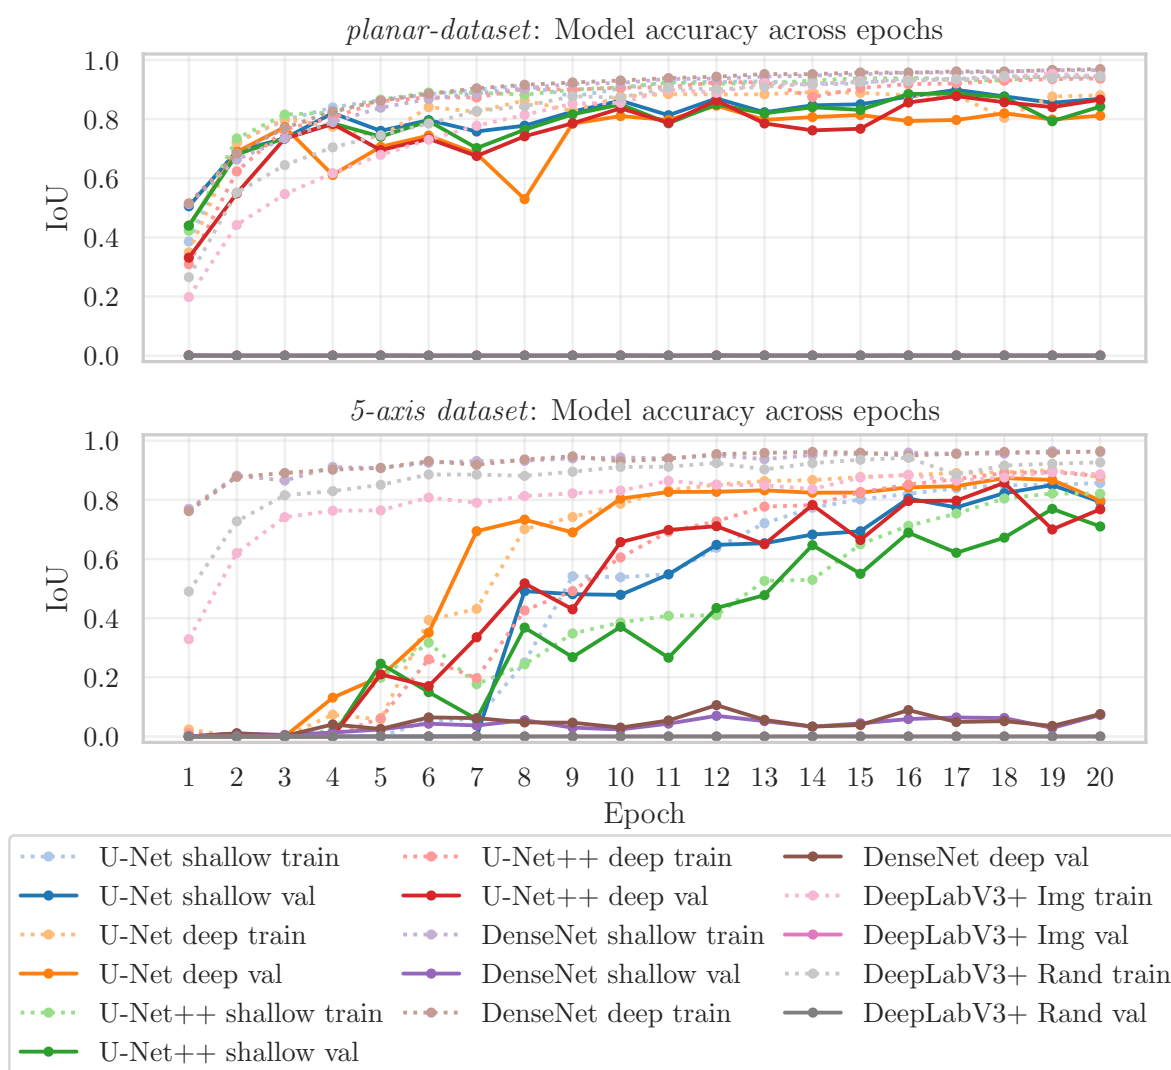 planar-dataset: Model accuracy across epochs
1.0
0.8
0.6
0.4
0.2
0.0
IoU
5-axis dataset: Model accuracy across epochs
1.0
0.8
0.6
0.4
0.2
0.0
IoU
1 2 3 4 5 6 7 8 9 10 11 12 13 14 15 16 17 18 19 20
Epoch
U-Net shallow train
U-Net shallow val
U-Net deep train
U-Net deep val
U-Net++ shallow train
U-Net++ shallow val
U-Net++ deep train
U-Net++ deep val
DenseNet shallow train
DenseNet shallow val
DenseNet deep train
DenseNet deep val
DeepLabV3+ Img train
DeepLabV3+ Img val
DeepLabV3+ Rand train
DeepLabV3+ Rand val